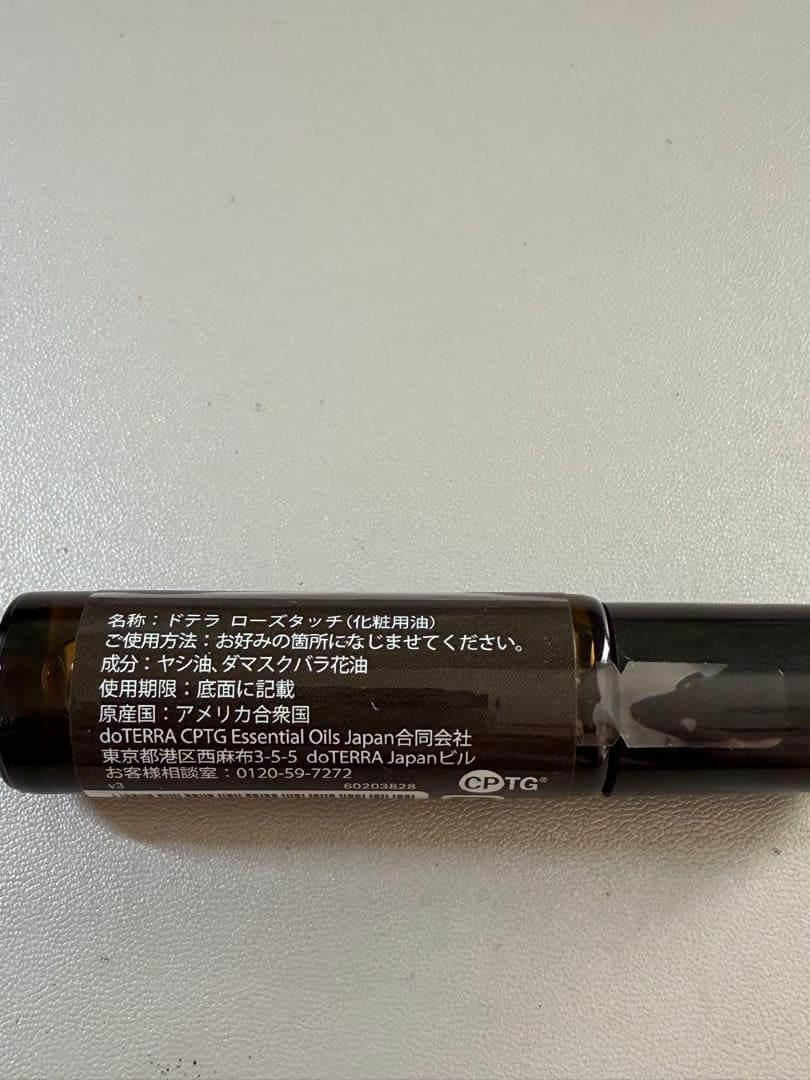 名称：ドテラ ローズタッチ（化粧用油）
ご使用方法：お好みの箇所になじませてください。
成分：ヤシ油、ダマスクバラ花油
使用期限：底面に記載
原産国：アメリカ合衆国
doTERRA CPTG Essential Oils Japan合同会社
東京都港区西麻布3-5-5 doTERRA Japanビル
お客様相談室：0120-59-7272
v3 60203828
CPTG®